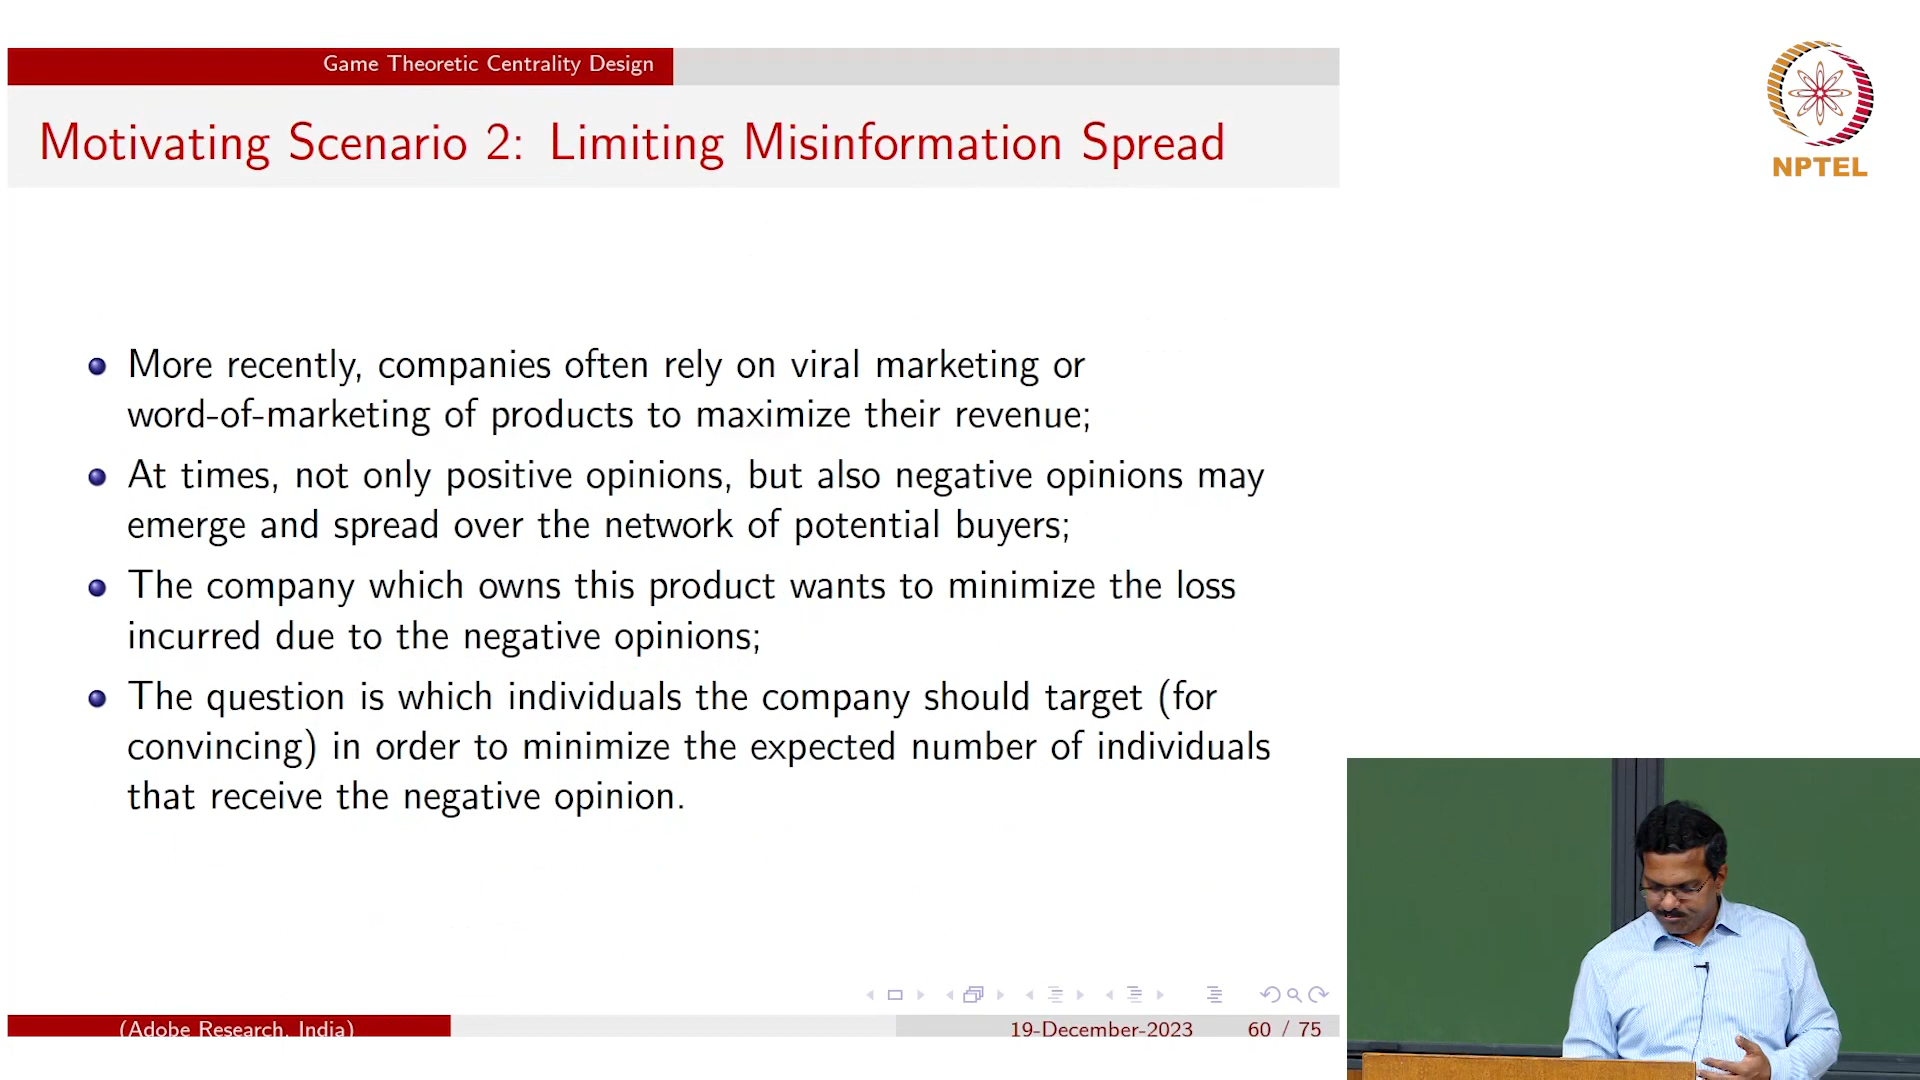 Game Theoretic Centrality Design
Motivating Scenario 2: Limiting Misinformation Spread
NPTEL
More recently, companies often rely on viral marketing or
word-of-marketing of products to maximize their revenue;
At times, not only positive opinions, but also negative opinions may
emerge and spread over the network of potential buyers;
The company which owns this product wants to minimize the loss
incurred due to the negative opinions;
The question is which individuals the company should target (for
convincing) in order to minimize the expected number of individuals
that receive the negative opinion.
(Adobe Research, India)
19-December-2023
60 / 75